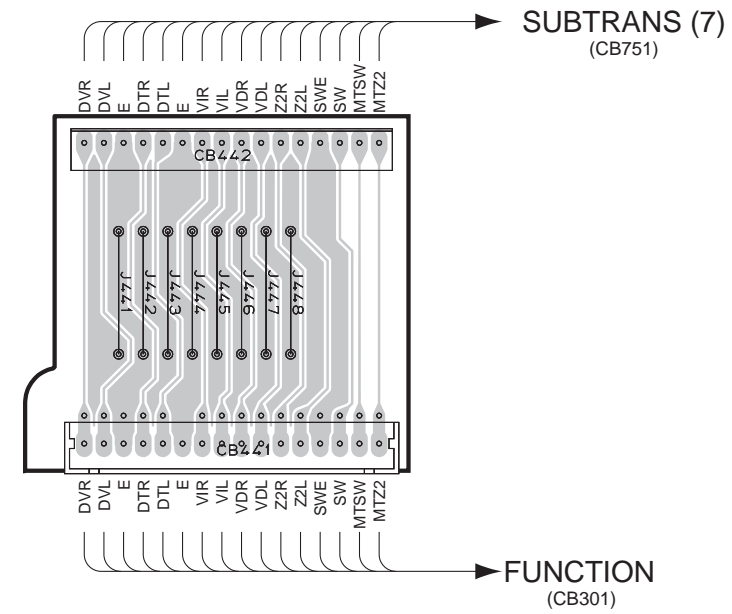 SUBTRANS (7)
(CB751)
DVR
DVL
E
DTR
DTL
E
VIR
VIL
VDR
VDL
Z2R
Z2L
SWE
SW
MTSW
MTZ2
CB442
J441
J442
J443
J444
J445
J446
J447
J448
CB441
DVR
DVL
E
DTR
DTL
E
VIR
VIL
VDR
VDL
Z2R
Z2L
SWE
SW
MTSW
MTZ2
FUNCTION
(CB301)